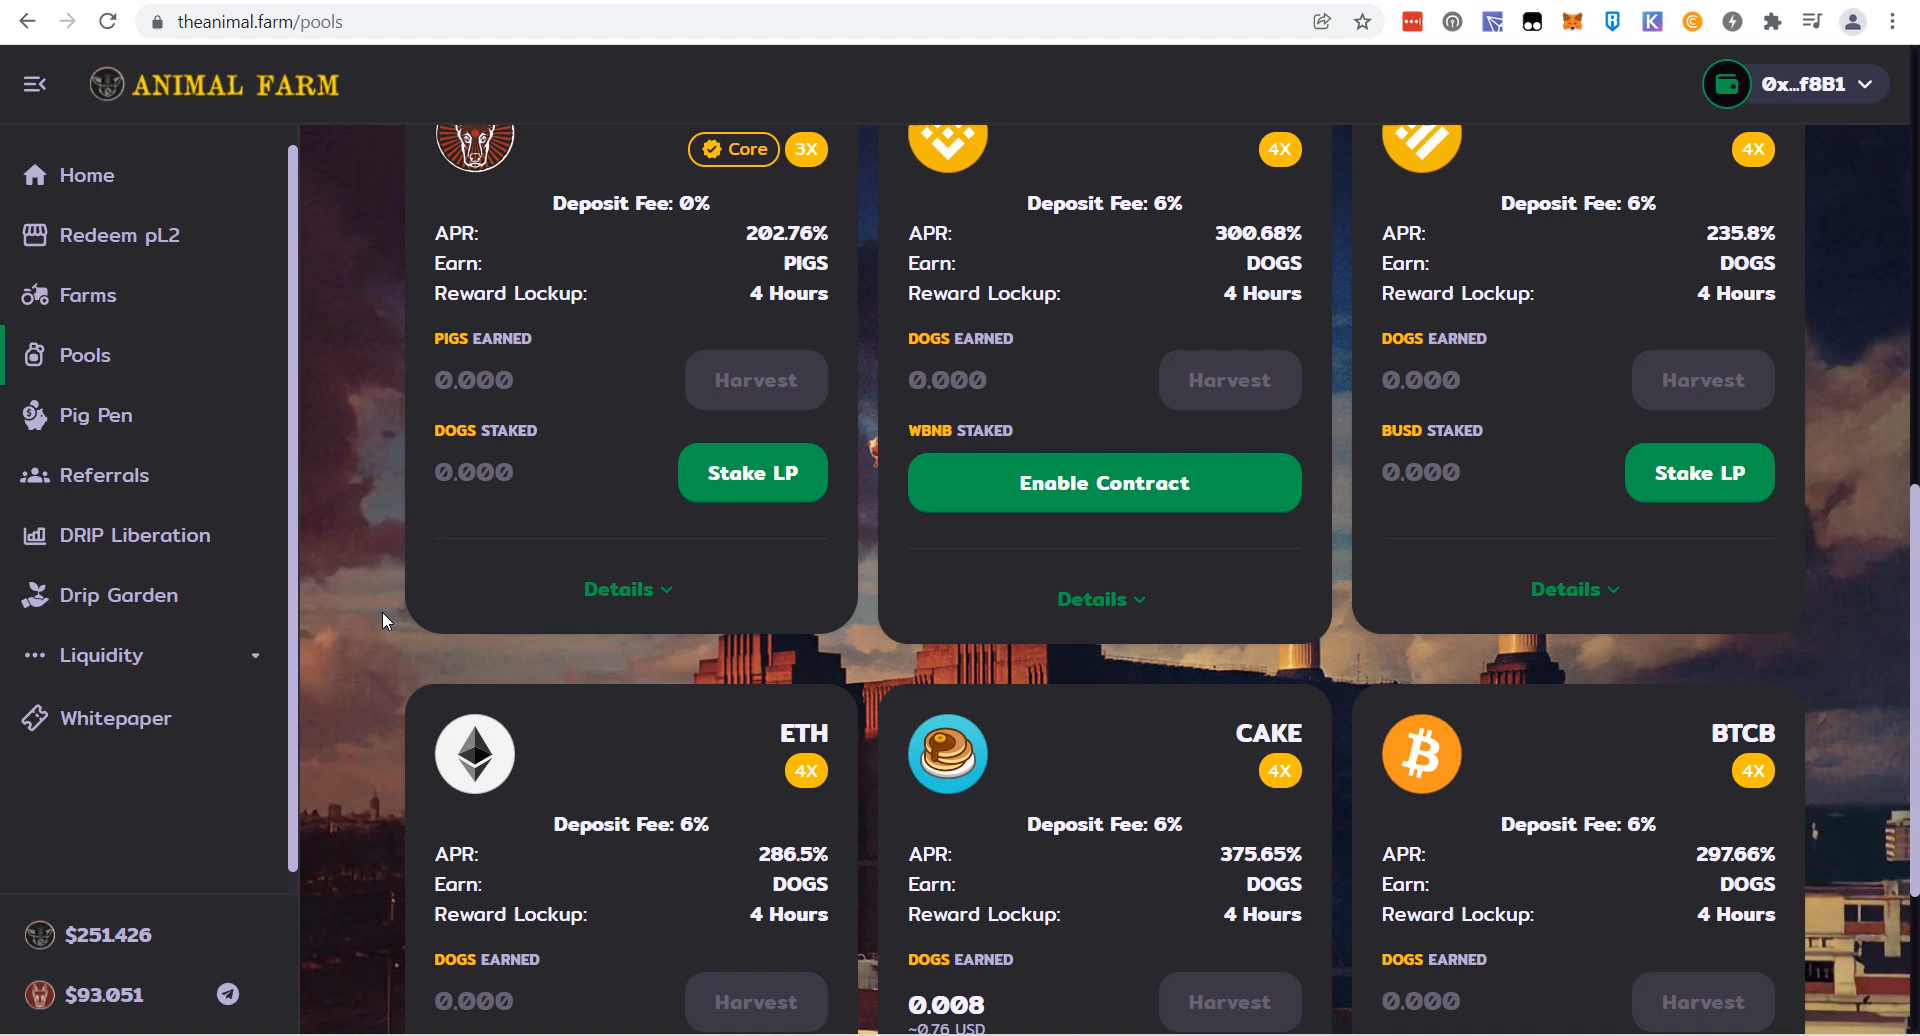 theanimal.farm/pools
ANIMAL FARM
0x...f8B1
Home
Redeem pL2
Farms
Pools
Pig Pen
Referrals
DRIP Liberation
Drip Garden
Liquidity
Whitepaper
$251.426
$93.051
Core 3X
Deposit Fee: 0%
APR: 202.76%
Earn: PIGS
Reward Lockup: 4 Hours
PIGS EARNED
0.000 Harvest
DOGS STAKED
0.000 Stake LP
Details
4X
Deposit Fee: 6%
APR: 300.68%
Earn: DOGS
Reward Lockup: 4 Hours
DOGS EARNED
0.000 Harvest
WBNB STAKED
Enable Contract
Details
4X
Deposit Fee: 6%
APR: 235.8%
Earn: DOGS
Reward Lockup: 4 Hours
DOGS EARNED
0.000 Harvest
BUSD STAKED
0.000 Stake LP
Details
ETH
4X
Deposit Fee: 6%
APR: 286.5%
Earn: DOGS
Reward Lockup: 4 Hours
DOGS EARNED
0.000 Harvest
CAKE
4X
Deposit Fee: 6%
APR: 375.65%
Earn: DOGS
Reward Lockup: 4 Hours
DOGS EARNED
0.008 Harvest
~0.76 USD
BTCB
4X
Deposit Fee: 6%
APR: 297.66%
Earn: DOGS
Reward Lockup: 4 Hours
DOGS EARNED
0.000 Harvest